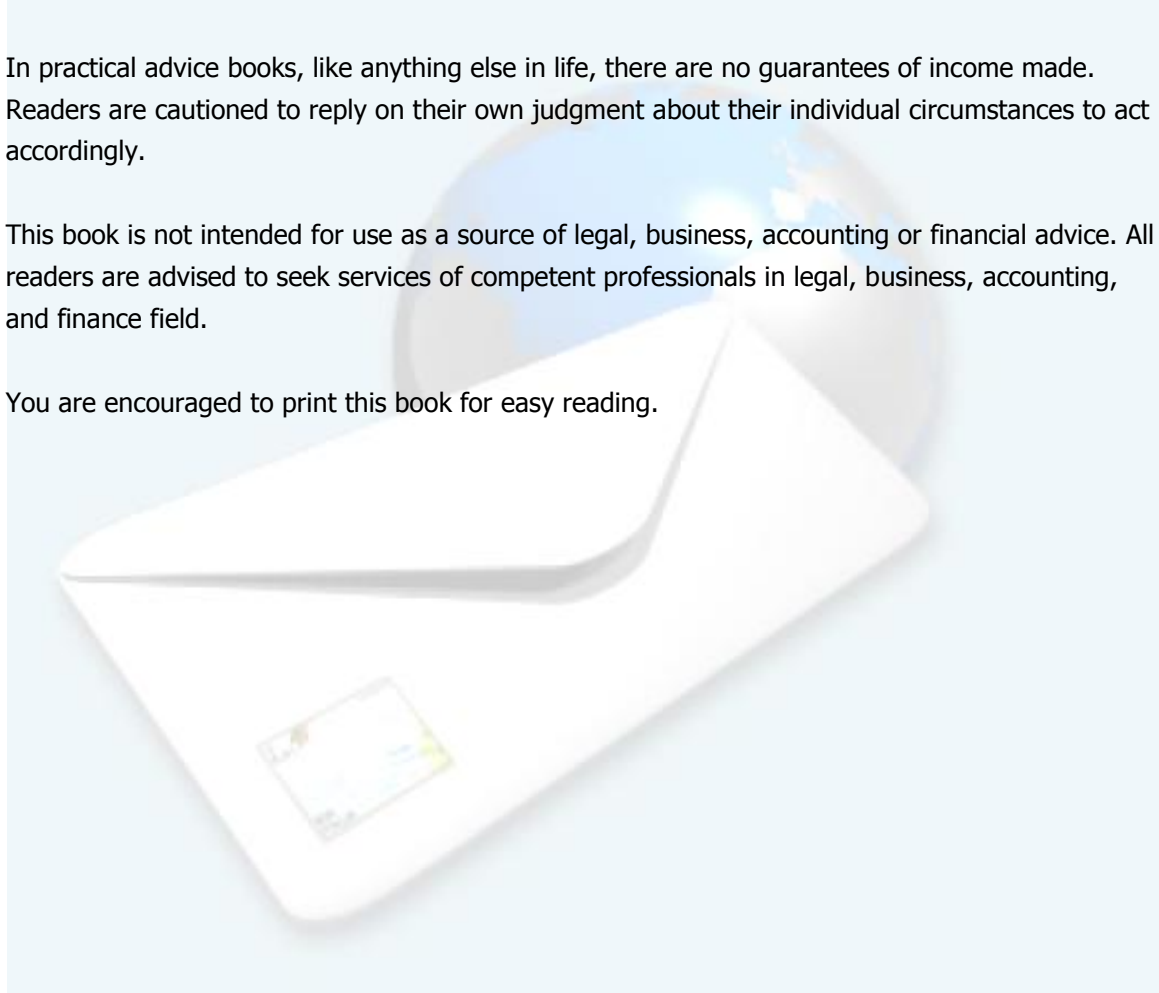 In practical advice books, like anything else in life, there are no guarantees of income made.
Readers are cautioned to reply on their own judgment about their individual circumstances to act
accordingly.
This book is not intended for use as a source of legal, business, accounting or financial advice. All
readers are advised to seek services of competent professionals in legal, business, accounting,
and finance field.
You are encouraged to print this book for easy reading.